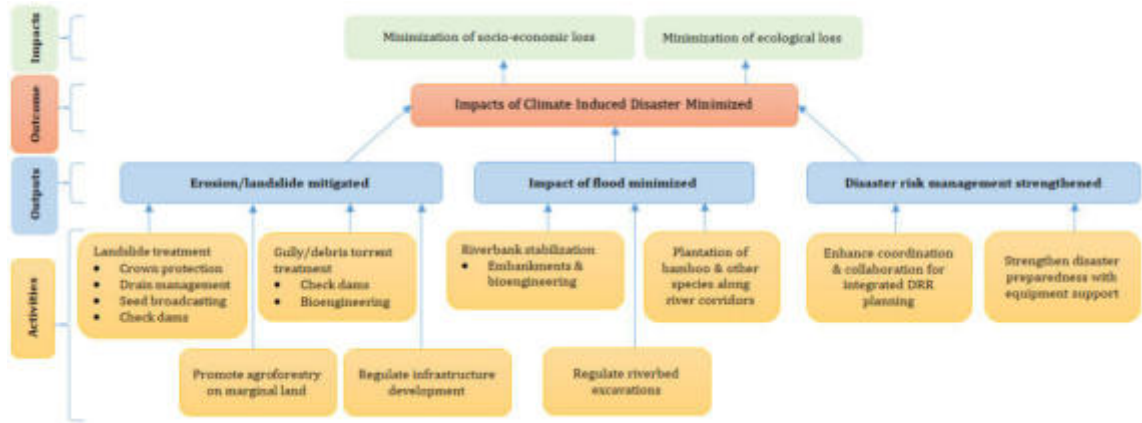 Impacts
Minimization of socio-economic loss
Minimization of ecological loss
Outcome
Impacts of Climate Induced Disaster Minimized
Outputs
Erosion/landslide mitigated
Impact of flood minimized
Disaster risk management strengthened
Activities
Landslide treatment
● Crown protection
● Drain management
● Seed broadcasting
● Check dams
Gully/debris torrent
treatment
● Check dams
● Bioengineering
Riverbank stabilization
● Embankments &
bioengineering
Plantation of
bamboo & other
species along
river corridors
Enhance coordination
& collaboration for
integrated DRR
planning
Strengthen disaster
preparedness with
equipment support
Promote agroforestry
on marginal land
Regulate infrastructure
development
Regulate riverbed
excavations